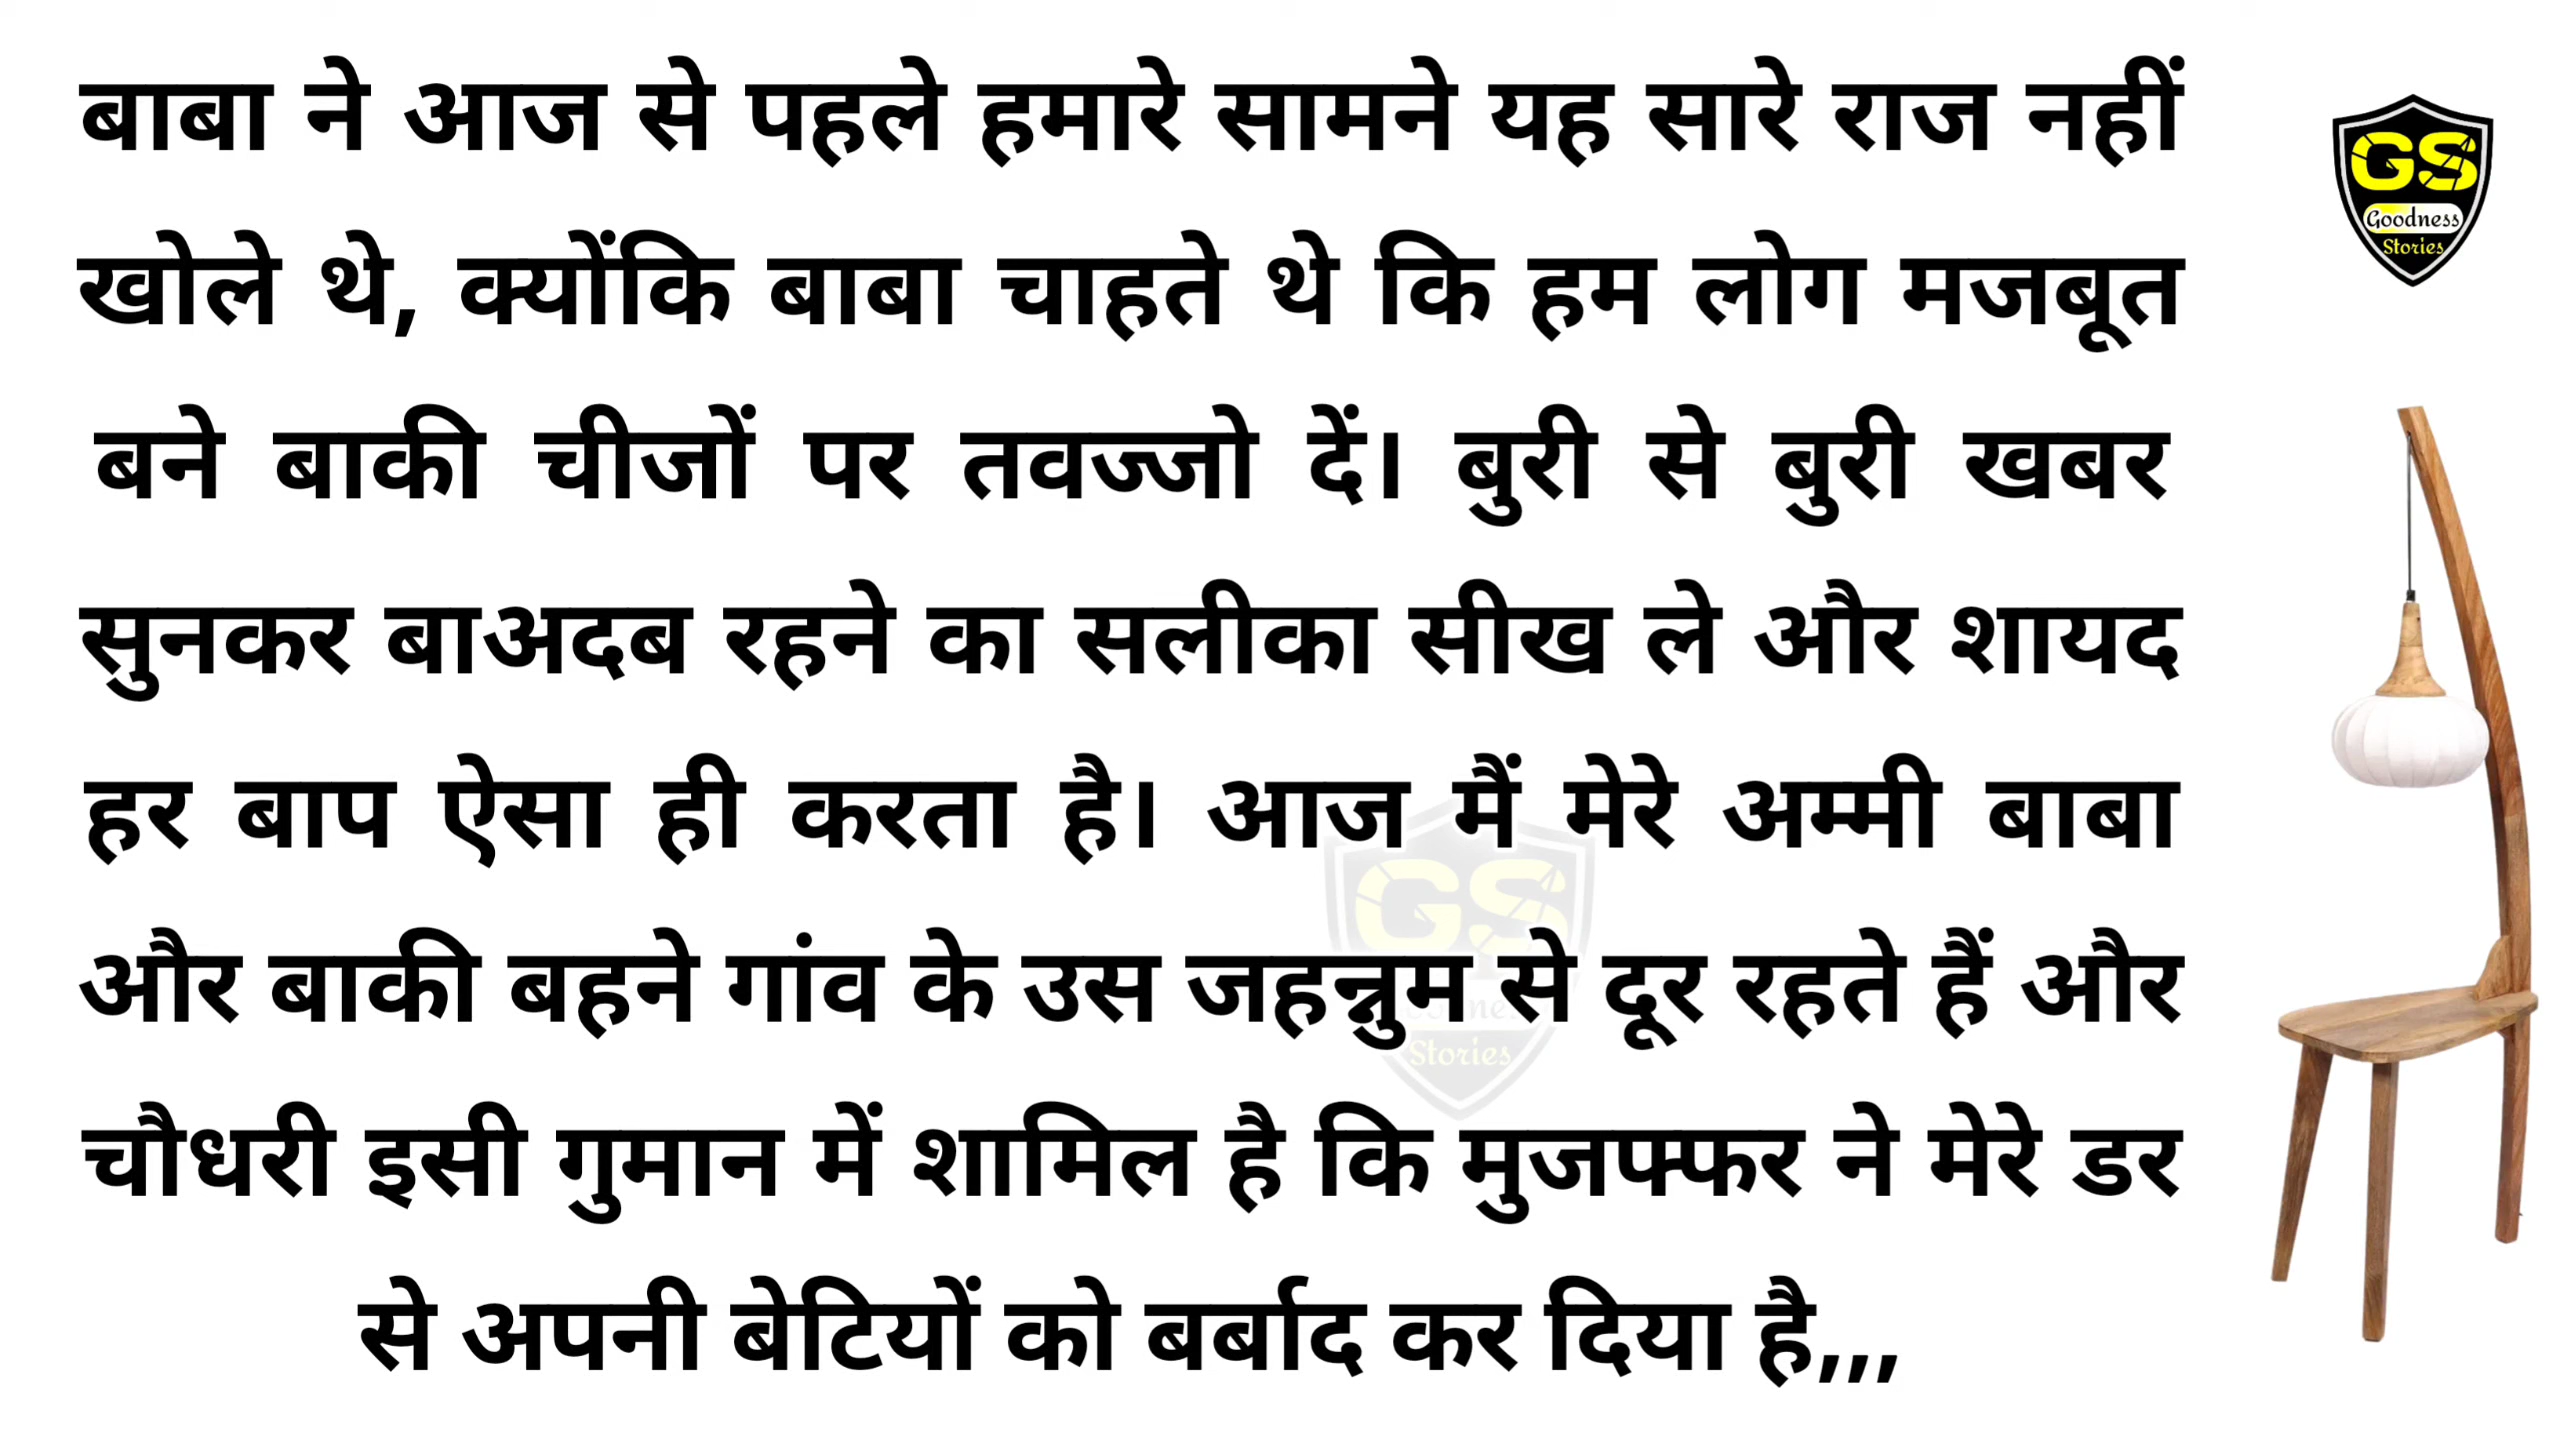 बाबा ने आज से पहले हमारे सामने यह सारे राज नहीं
खोले थे, क्योंकि बाबा चाहते थे कि हम लोग मजबूत
बने बाकी चीजों पर तवज्जो दें। बुरी से बुरी खबर
सुनकर बाअदब रहने का सलीका सीख ले और शायद
हर बाप ऐसा ही करता है। आज मैं मेरे अम्मी बाबा
और बाकी बहने गांव के उस जहन्नुम से दूर रहते हैं और
चौधरी इसी गुमान में शामिल है कि मुजफ्फर ने मेरे डर
से अपनी बेटियों को बर्बाद कर दिया है,,,
GS
Goodness
Stories
GS
Stories